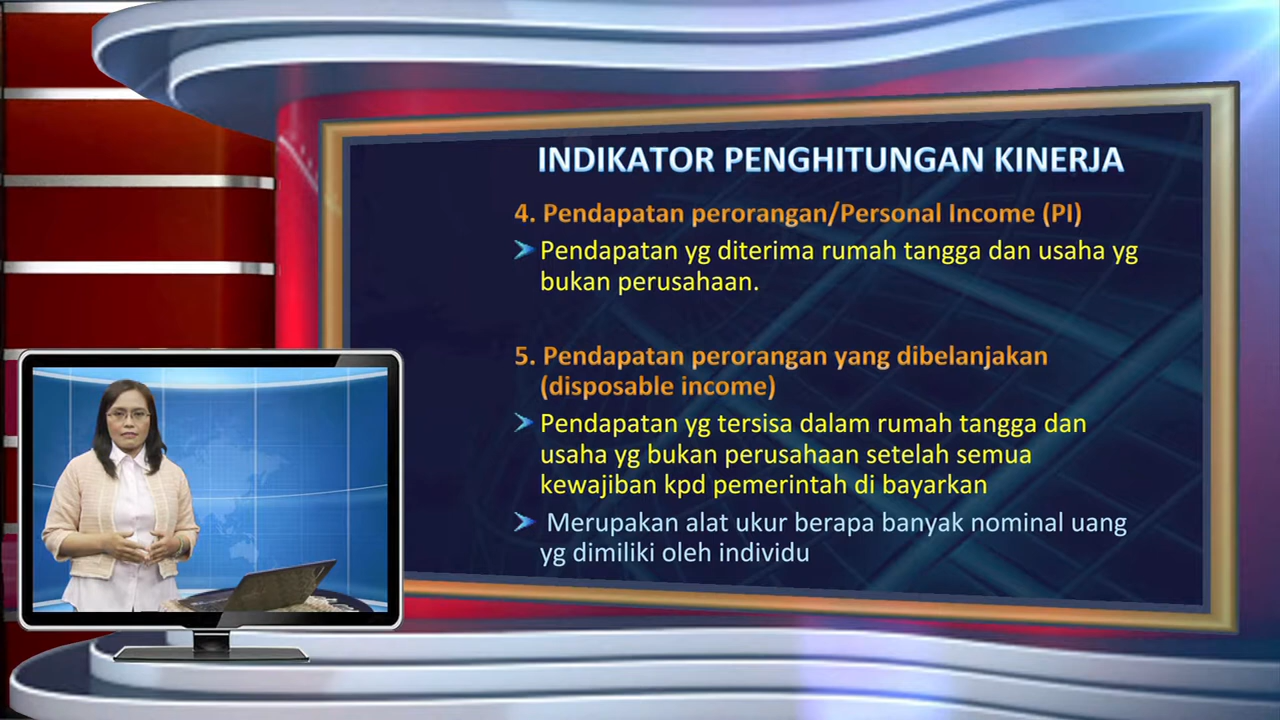 INDIKATOR PENGHITUNGAN KINERJA
4. Pendapatan perorangan/Personal Income (PI)
Pendapatan yg diterima rumah tangga dan usaha yg
bukan perusahaan.
5. Pendapatan perorangan yang dibelanjakan
(disposable income)
Pendapatan yg tersisa dalam rumah tangga dan
usaha yg bukan perusahaan setelah semua
kewajiban kpd pemerintah di bayarkan
Merupakan alat ukur berapa banyak nominal uang
yg dimiliki oleh individu